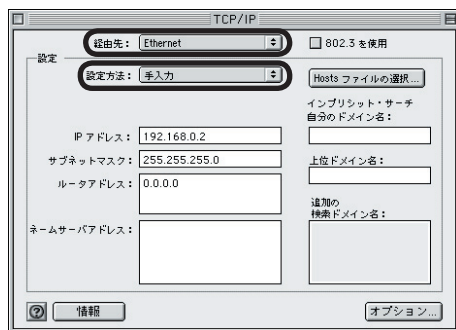 TCP/IP
経由先： Ethernet
802.3 を使用
設定
設定方法： 手入力
Hosts ファイルの選択...
インプリシット・サーチ
自分のドメイン名：
IP アドレス： 192.168.0.2
サブネットマスク： 255.255.255.0
上位ドメイン名：
ルータアドレス： 0.0.0.0
追加の
検索ドメイン名：
ネームサーバアドレス：
?
情報
オプション...